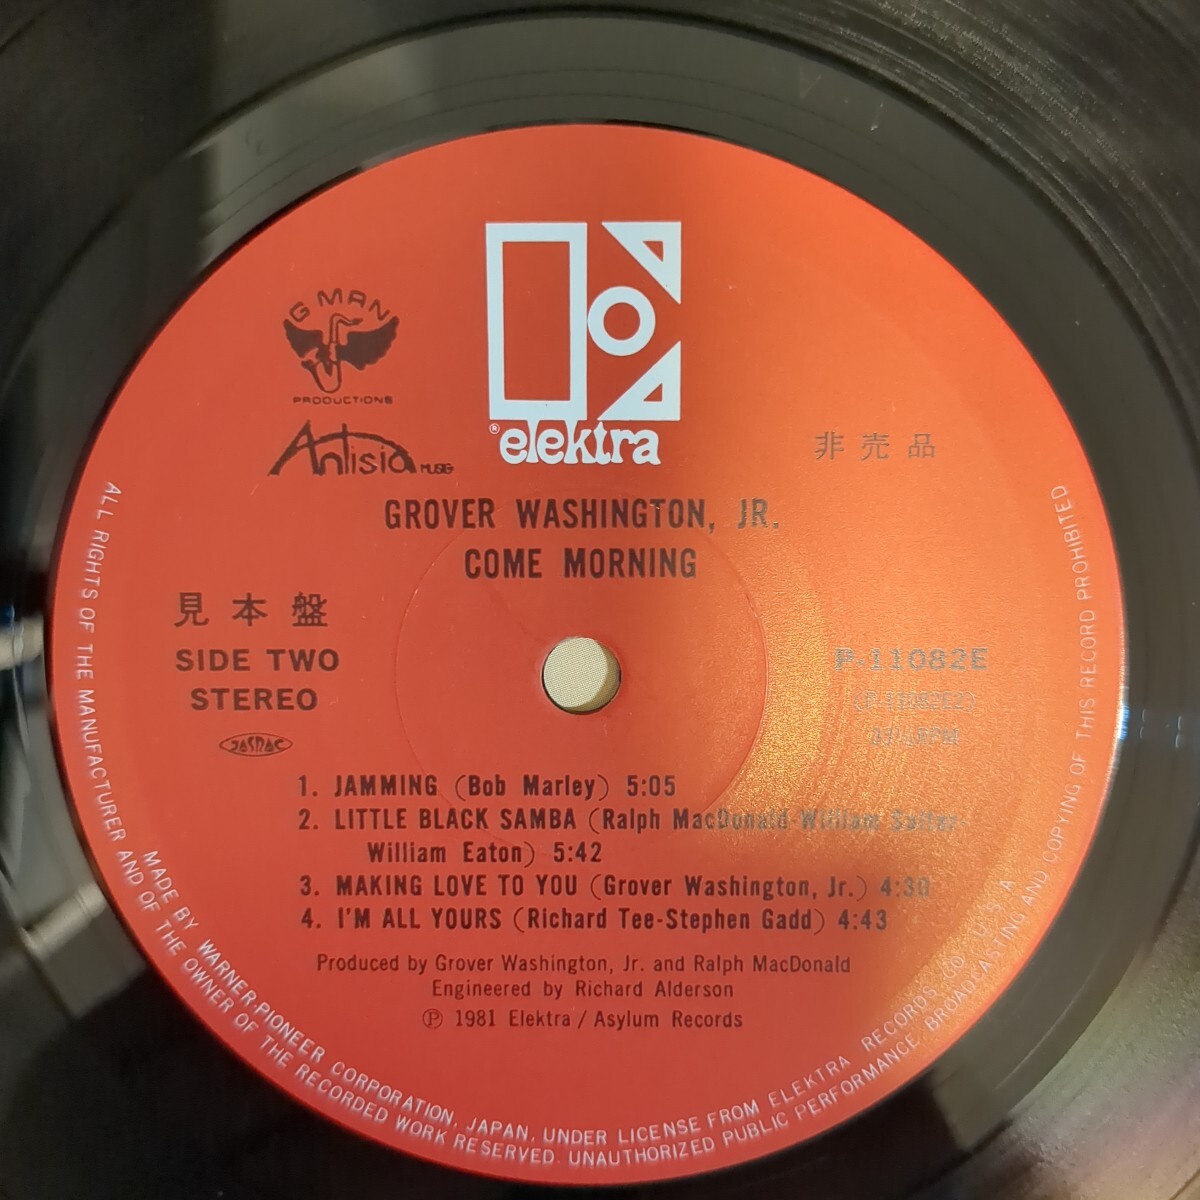 G MAN
PRODUCTIONS
Antisia MUSIC
® elektra
非売品
GROVER WASHINGTON, JR.
COME MORNING
見本盤
SIDE TWO
STEREO
JASRAC
P-11082E
(P-11082E2)
1. JAMMING (Bob Marley) 5:05
2. LITTLE BLACK SAMBA (Ralph MacDonald-William Salter-
William Eaton) 5:42
3. MAKING LOVE TO YOU (Grover Washington, Jr.) 4:30
4. I'M ALL YOURS (Richard Tee-Stephen Gadd) 4:43
Produced by Grover Washington, Jr. and Ralph MacDonald
Engineered by Richard Alderson
Ⓟ 1981 Elektra / Asylum Records
ALL RIGHTS OF THE MANUFACTURER AND OF THE OWNER OF THE RECORDED WORK RESERVED. UNAUTHORIZED PUBLIC PERFORMANCE, BROADCASTING AND COPYING OF THIS RECORD PROHIBITED
MADE BY WARNER-PIONEER CORPORATION, JAPAN, UNDER LICENSE FROM ELEKTRA RECORDS CO., U.S.A.